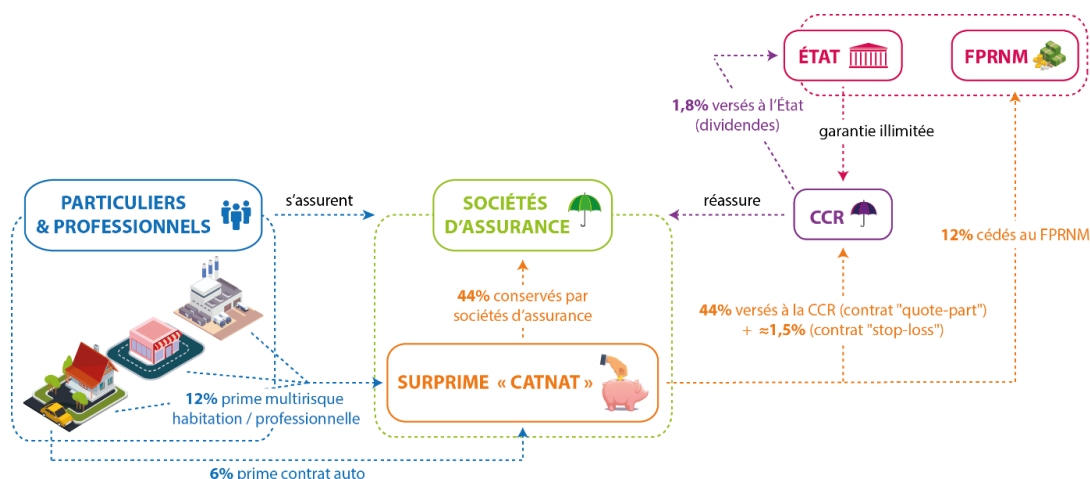 ÉTAT
FPRNM
1,8% versés à l'État
(dividendes)
garantie illimitée
PARTICULIERS
& PROFESSIONNELS
s'assurent
SOCIÉTÉS
D'ASSURANCE
réassure
CCR
12% cédés au FPRNM
44% conservés par
sociétés d'assurance
44% versés à la CCR (contrat "quote-part")
+ ≈1,5% (contrat "stop-loss")
SURPRIME « CATNAT »
12% prime multirisque
habitation / professionnelle
6% prime contrat auto